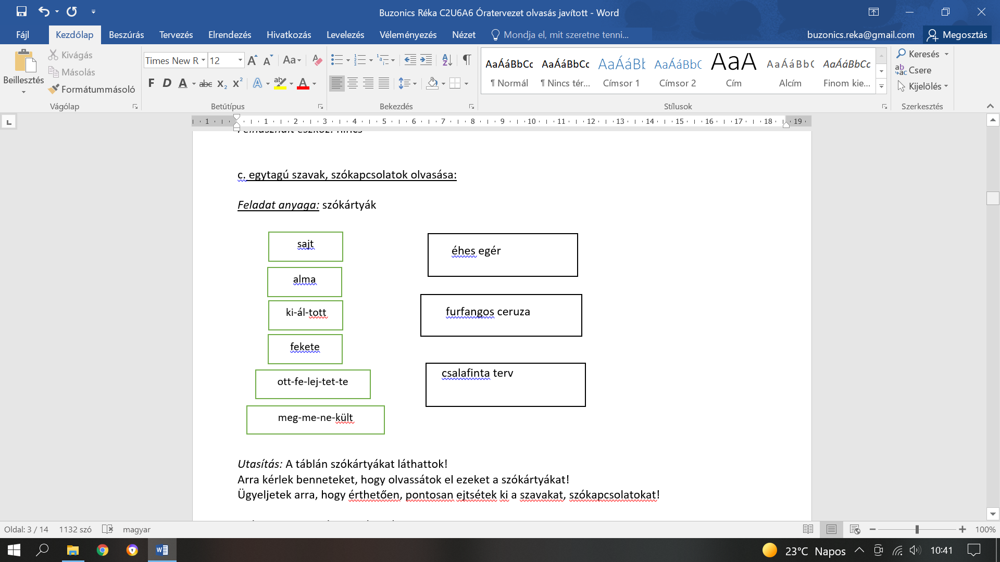 Buzonics Réka C2U6A6 Óratervezet olvasás javított - Word
Fájl Kezdőlap Beszúrás Tervezés Elrendezés Hivatkozás Levelezés Véleményezés Nézet Mondja el, mit szeretne tenni... buzonics.reka@gmail.com Megosztás
Beillesztés
Kivágás
Másolás
Formátummásoló
Vágólap
Times New R 12
Betűtípus
Bekezdés
AaÁáBbCc AaÁáBbCc AaÁáBb AaÁáBbC AaA AaÁáBbC AaÁáBbCc
¶ Normál ¶ Nincs tér... Címsor 1 Címsor 2 Cím Alcím Finom kie...
Stílusok
Keresés
Csere
Kijelölés
Szerkesztés
1 1 2 3 4 5 6 7 8 9 10 11 12 13 14 15 16 17 18 19
Felhasznált eszköz: nincs
c. egytagú szavak, szókapcsolatok olvasása:
Feladat anyaga: szókártyák
sajt
alma
ki-ál-tott
fekete
ott-fe-lej-tet-te
meg-me-ne-kült
éhes egér
furfangos ceruza
csalafinta terv
Utasítás: A táblán szókártyákat láthattok!
Arra kérlek benneteket, hogy olvassátok el ezeket a szókártyákat!
Ügyeljetek arra, hogy érthetően, pontosan ejtsétek ki a szavakat, szókapcsolatokat!
Oldal: 3 / 14 1132 szó magyar 100%
23°C Napos 10:41